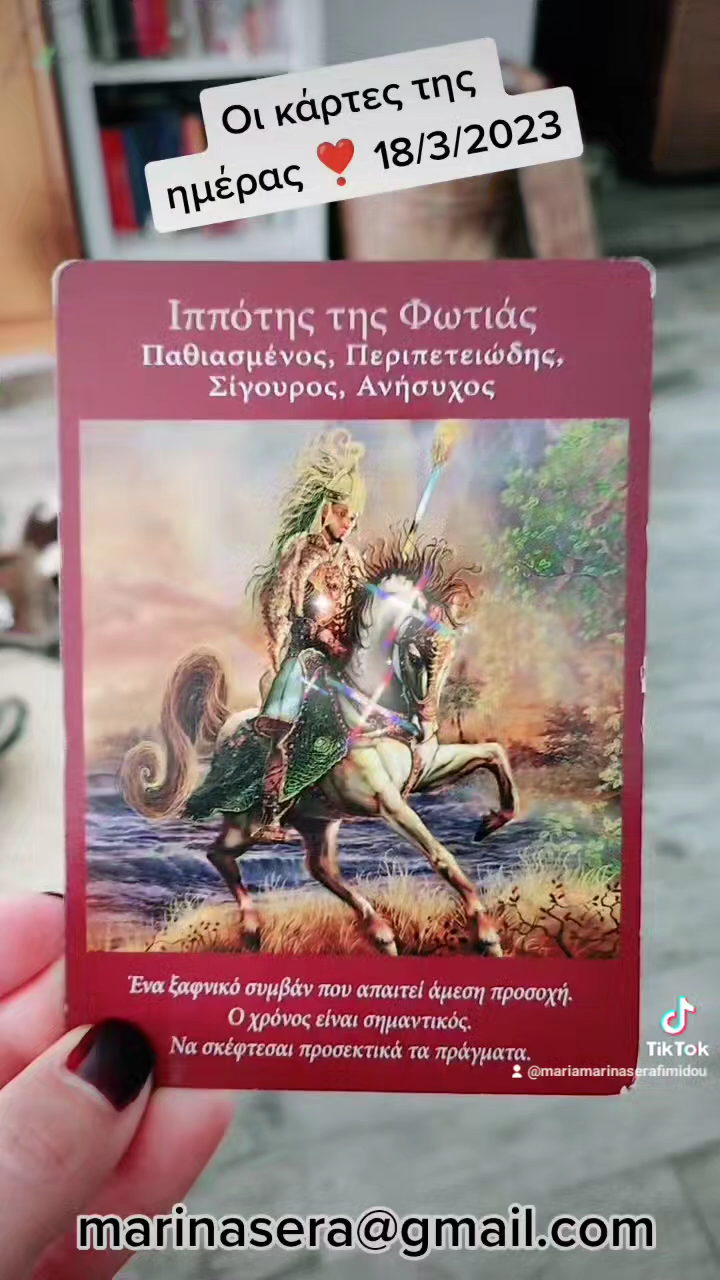 Οι κάρτες της
ημέρας ❣️ 18/3/2023
Ιππότης της Φωτιάς
Παθιασμένος, Περιπετειώδης,
Σίγουρος, Ανήσυχος
Ένα ξαφνικό συμβάν που απαιτεί άμεση προσοχή.
Ο χρόνος είναι σημαντικός.
Να σκέφτεσαι προσεκτικά τα πράγματα.
TikTok
@mariamarinaserafimidou
marinasera@gmail.com